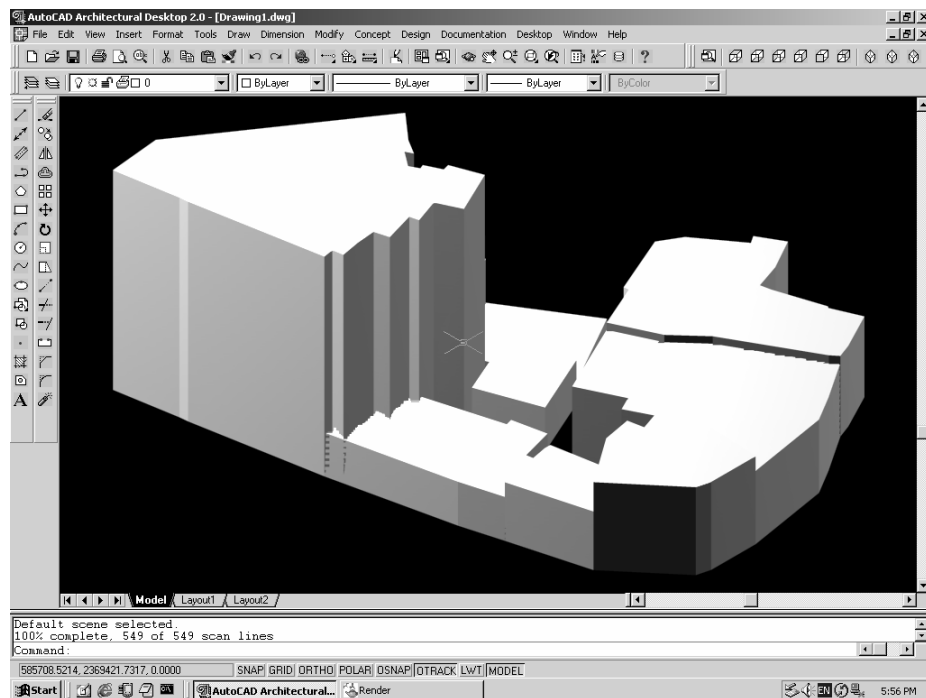 AutoCAD Architectural Desktop 2.0 - [Drawing1.dwg]
File Edit View Insert Format Tools Draw Dimension Modify Concept Design Documentation Desktop Window Help
0 ByLayer ByLayer ByLayer ByColor
A
Model Layout1 Layout2
Default scene selected.
100% complete, 549 of 549 scan lines
Command:
585708.5214, 2369421.7317, 0.0000 SNAP GRID ORTHO POLAR OSNAP OTRACK LWT MODEL
Start AutoCAD Architectural... Render EN 5:56 PM